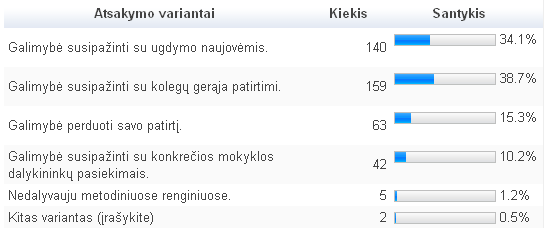 Atsakymo variantai Kiekis Santykis
Galimybė susipažinti su ugdymo naujovėmis. 140 34.1%
Galimybė susipažinti su kolegų gerąja patirtimi. 159 38.7%
Galimybė perduoti savo patirtį. 63 15.3%
Galimybė susipažinti su konkrečios mokyklos
dalykininkų pasiekimais. 42 10.2%
Nedalyvauju metodiniuose renginiuose. 5 1.2%
Kitas variantas (įrašykite) 2 0.5%